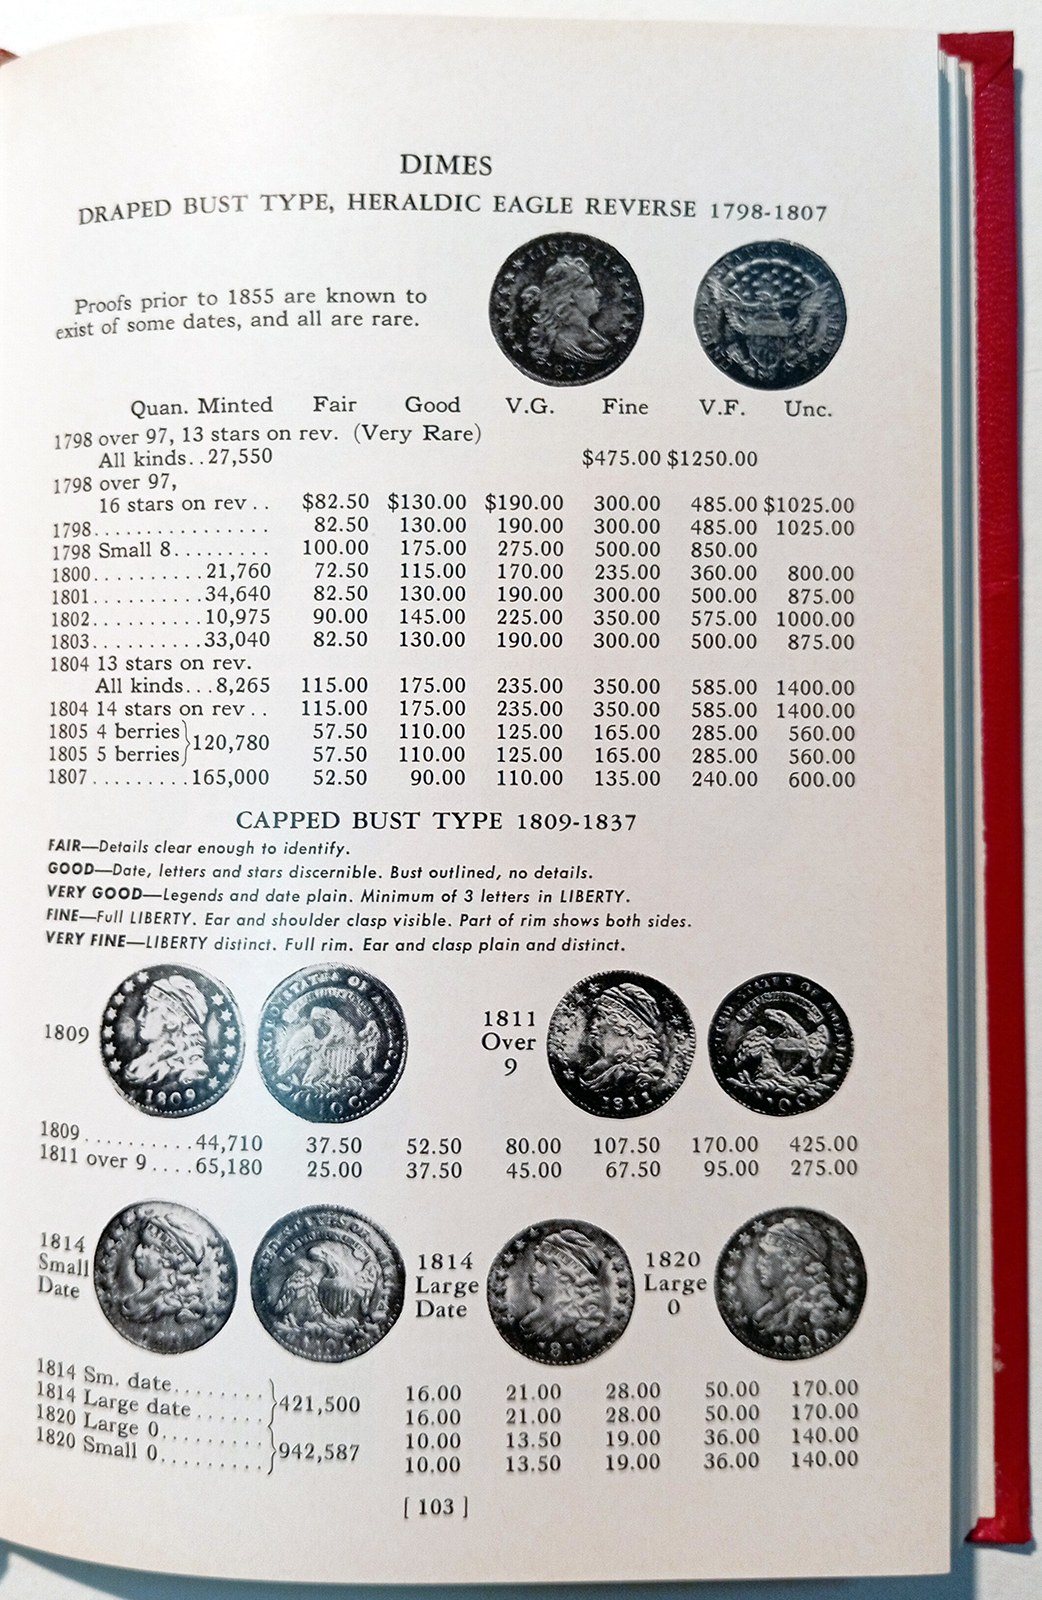 DIMES
DRAPED BUST TYPE, HERALDIC EAGLE REVERSE 1798-1807
LIBERTY
1805
Proofs prior to 1855 are known to
exist of some dates, and all are rare.
Quan. Minted Fair Good V.G. Fine V.F. Unc.
1798 over 97, 13 stars on rev. (Very Rare)
All kinds..27,550 $475.00 $1250.00
1798 over 97,
16 stars on rev.. $82.50 $130.00 $190.00 300.00 485.00 $1025.00
1798................ 82.50 130.00 190.00 300.00 485.00 1025.00
1798 Small 8......... 100.00 175.00 275.00 500.00 850.00
1800..........21,760 72.50 115.00 170.00 235.00 360.00 800.00
1801..........34,640 82.50 130.00 190.00 300.00 500.00 875.00
1802..........10,975 90.00 145.00 225.00 350.00 575.00 1000.00
1803..........33,040 82.50 130.00 190.00 300.00 500.00 875.00
1804 13 stars on rev.
All kinds...8,265 115.00 175.00 235.00 350.00 585.00 1400.00
1804 14 stars on rev.. 115.00 175.00 235.00 350.00 585.00 1400.00
1805 4 berries 57.50 110.00 125.00 165.00 285.00 560.00
}120,780
1805 5 berries 57.50 110.00 125.00 165.00 285.00 560.00
1807.........165,000 52.50 90.00 110.00 135.00 240.00 600.00
CAPPED BUST TYPE 1809-1837
FAIR—Details clear enough to identify.
GOOD—Date, letters and stars discernible. Bust outlined, no details.
VERY GOOD—Legends and date plain. Minimum of 3 letters in LIBERTY.
FINE—Full LIBERTY. Ear and shoulder clasp visible. Part of rim shows both sides.
VERY FINE—LIBERTY distinct. Full rim. Ear and clasp plain and distinct.
1809
1809
1811
Over
9
1811
1809..........44,710 37.50 52.50 80.00 107.50 170.00 425.00
1811 over 9....65,180 25.00 37.50 45.00 67.50 95.00 275.00
1814
Small
Date
1814
Large
Date
1820
Large
0
1820
1814 Sm. date........ 16.00 21.00 28.00 50.00 170.00
}421,500
1814 Large date...... 16.00 21.00 28.00 50.00 170.00
1820 Large 0......... 10.00 13.50 19.00 36.00 140.00
}942,587
1820 Small 0......... 10.00 13.50 19.00 36.00 140.00
[ 103 ]